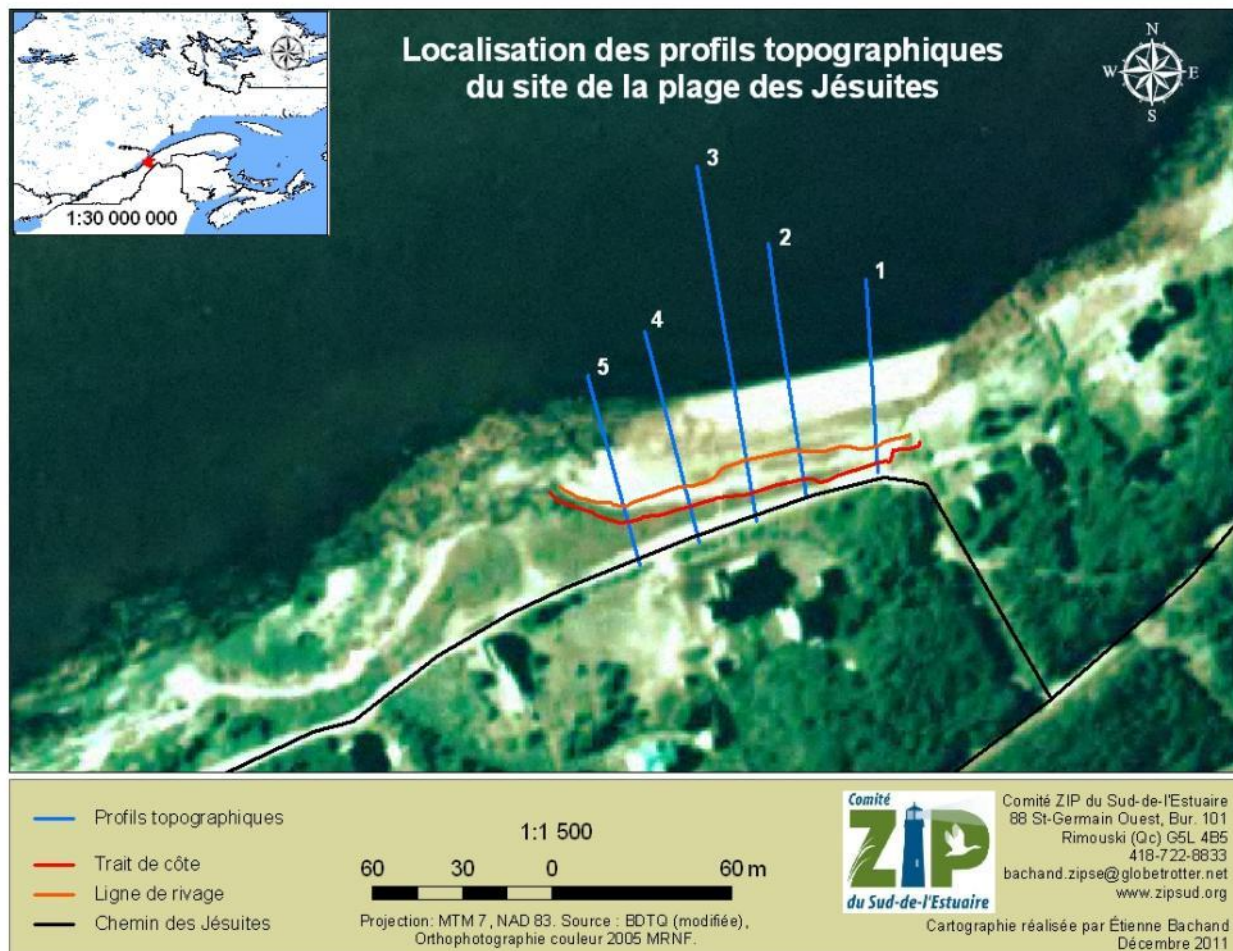 Localisation des profils topographiques
du site de la plage des Jésuites
N
W E
S
1:30 000 000
3
2
1
4
5
Profils topographiques
Trait de côte
Ligne de rivage
Chemin des Jésuites
1:1 500
60 30 0 60 m
Projection: MTM 7, NAD 83. Source : BDTQ (modifiée),
Orthophotographie couleur 2005 MRNF.
Comité
ZIP
du Sud-de-l'Estuaire
Comité ZIP du Sud-de-l'Estuaire
88 St-Germain Ouest, Bur. 101
Rimouski (Qc) G5L 4B5
418-722-8833
bachand.zipse@globetrotter.net
www.zipsud.org
Cartographie réalisée par Étienne Bachand
Décembre 2011